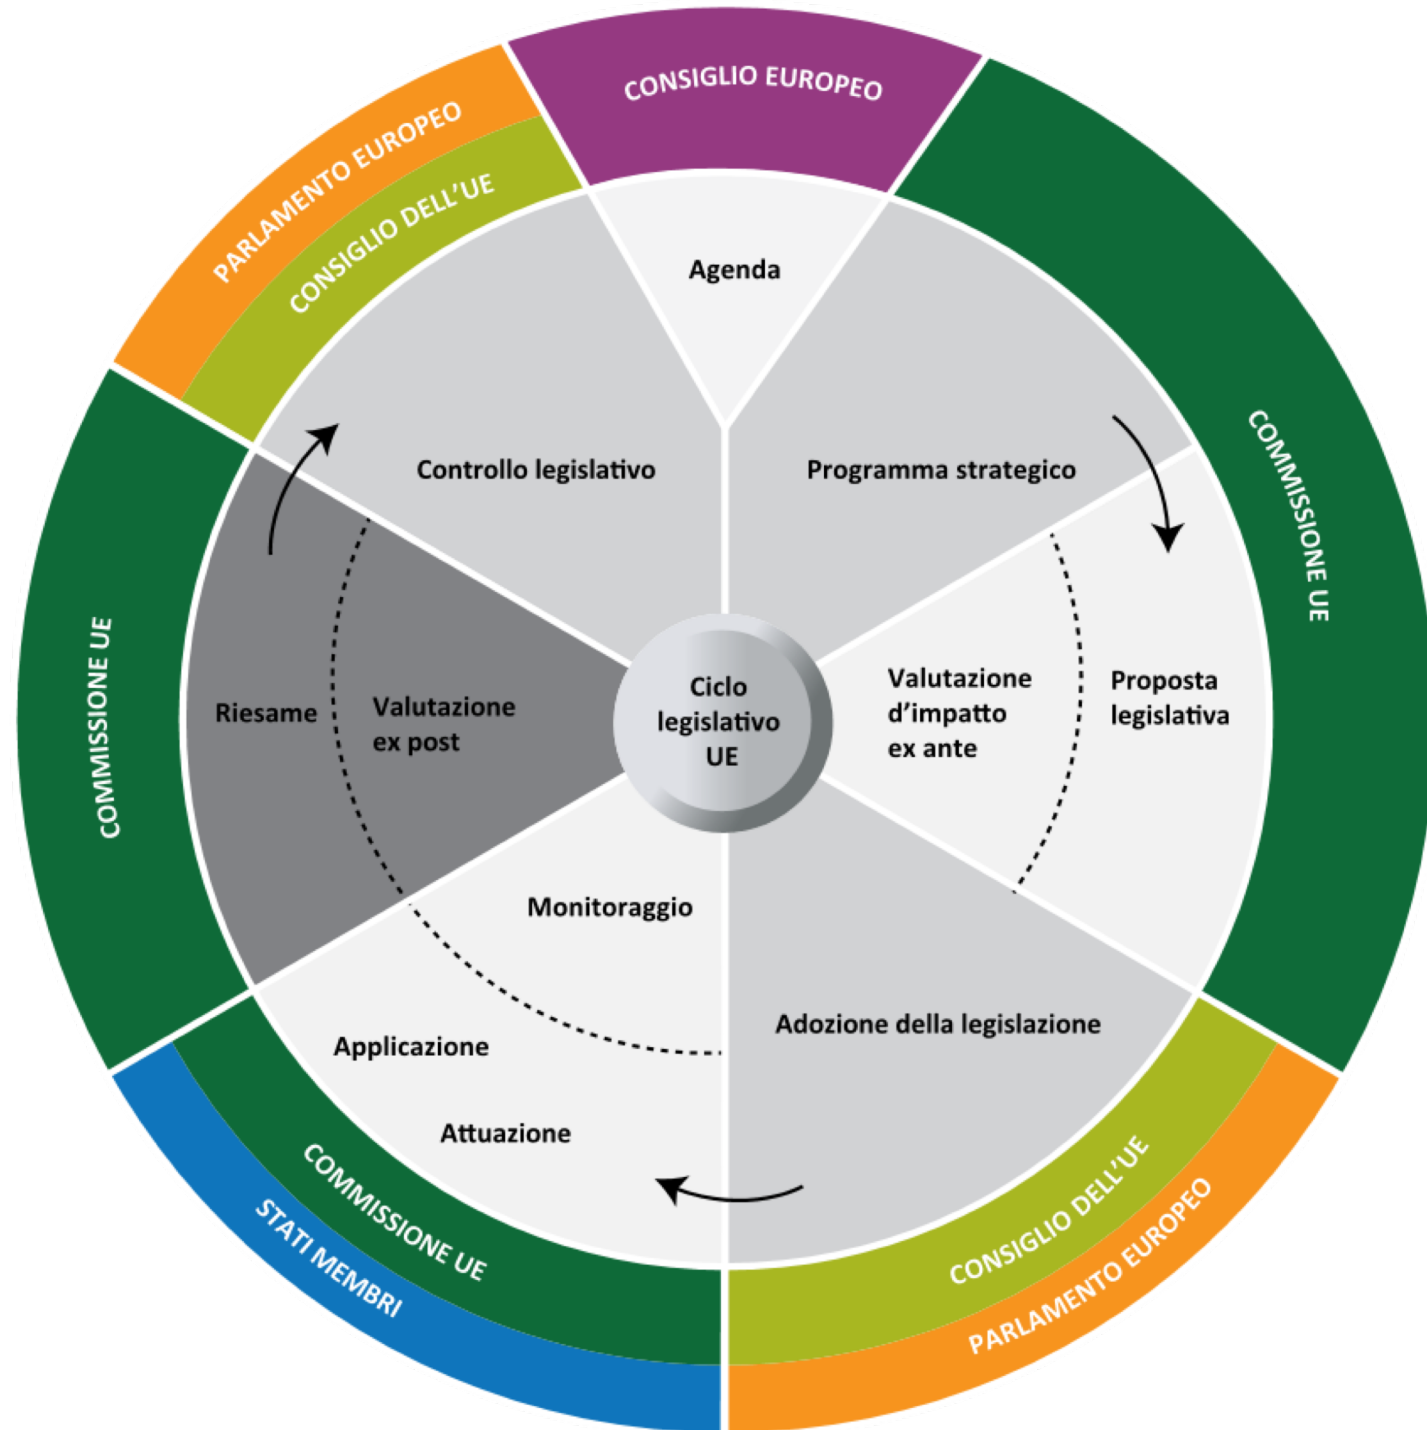 CONSIGLIO EUROPEO
PARLAMENTO EUROPEO
CONSIGLIO DELL’UE
COMMISSIONE UE
Agenda
Controllo legislativo
Programma strategico
COMMISSIONE UE
Riesame
Valutazione
ex post
Ciclo
legislativo
UE
Valutazione
d’impatto
ex ante
Proposta
legislativa
Monitoraggio
Applicazione
Attuazione
Adozione della legislazione
COMMISSIONE UE
STATI MEMBRI
CONSIGLIO DELL’UE
PARLAMENTO EUROPEO